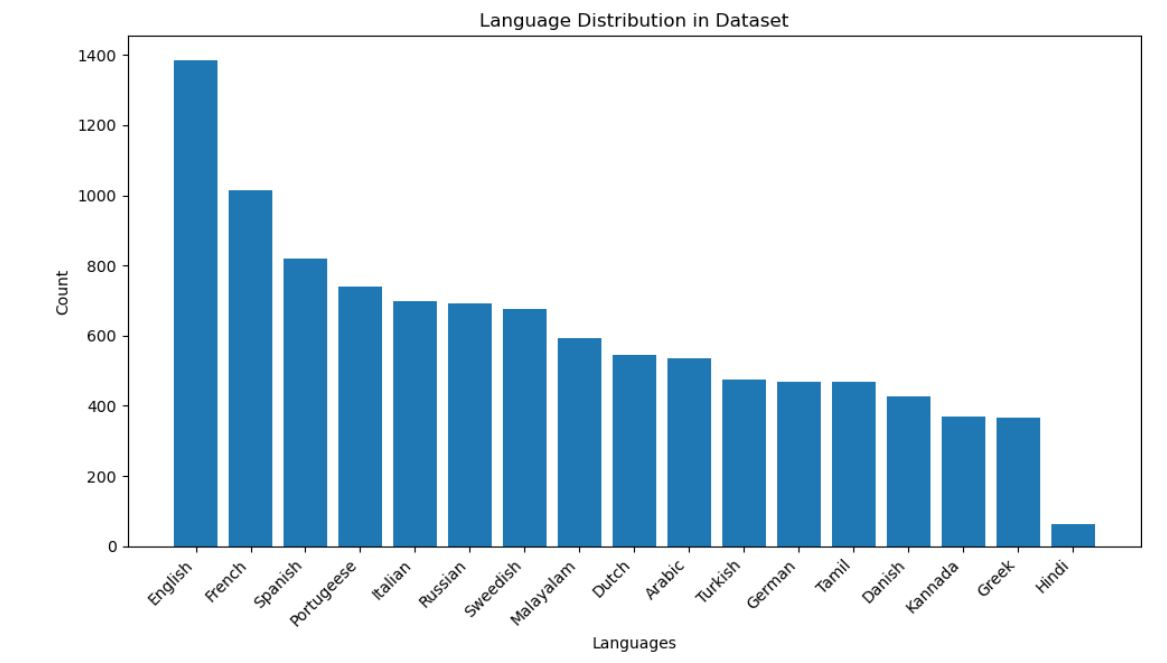 Language Distribution in Dataset
1400
1200
1000
800
600
400
200
0
Count
English
French
Spanish
Portugeese
Italian
Russian
Sweedish
Malayalam
Dutch
Arabic
Turkish
German
Tamil
Danish
Kannada
Greek
Hindi
Languages